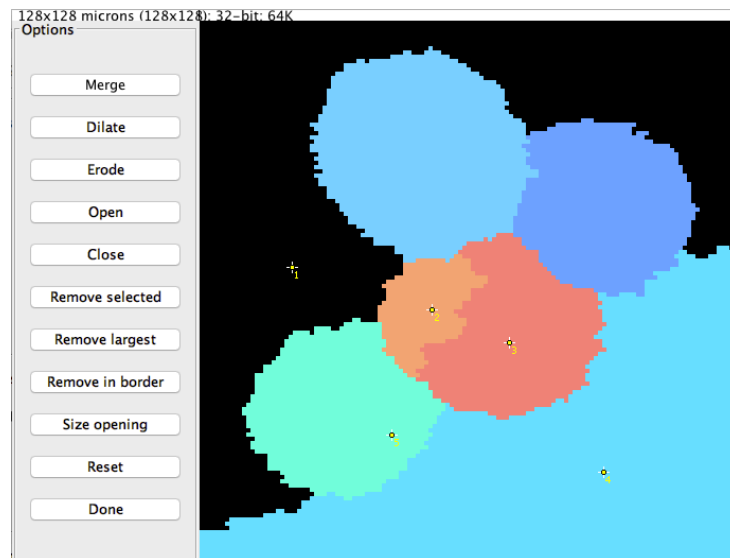 128x128 microns (128x128); 32-bit; 64K
Options
Merge
Dilate
Erode
Open
Close
Remove selected
Remove largest
Remove in border
Size opening
Reset
Done
1
2
3
5
4